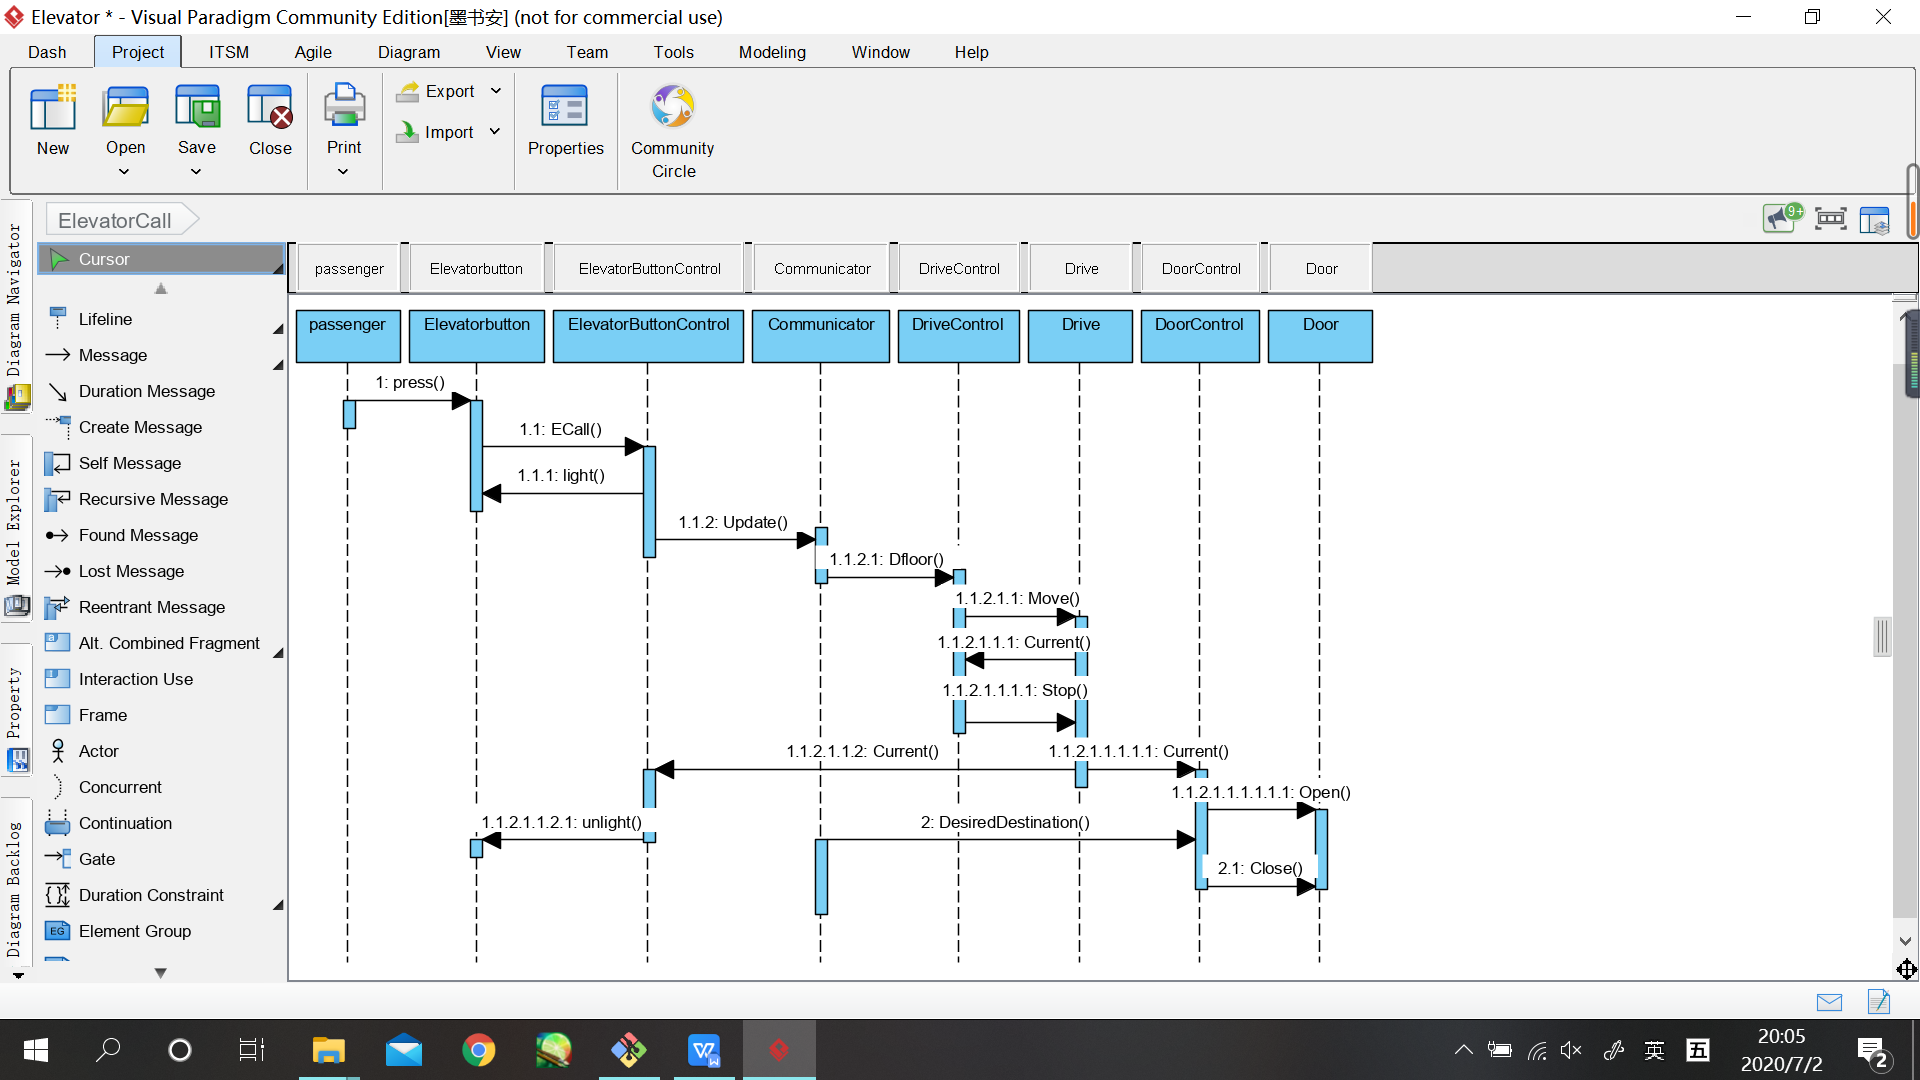 Elevator * - Visual Paradigm Community Edition[墨书安] (not for commercial use)
Dash Project ITSM Agile Diagram View Team Tools Modeling Window Help
New Open Save Close Print Export Import Properties Community Circle
ElevatorCall
9+
Diagram Navigator
Model Explorer
Property
Diagram Backlog
Cursor
Lifeline
Message
Duration Message
Create Message
Self Message
Recursive Message
Found Message
Lost Message
Reentrant Message
Alt. Combined Fragment
Interaction Use
Frame
Actor
Concurrent
Continuation
Gate
Duration Constraint
EG Element Group
passenger Elevatorbutton ElevatorButtonControl Communicator DriveControl Drive DoorControl Door
passenger Elevatorbutton ElevatorButtonControl Communicator DriveControl Drive DoorControl Door
1: press()
1.1: ECall()
1.1.1: light()
1.1.2: Update()
1.1.2.1: Dfloor()
1.1.2.1.1: Move()
1.1.2.1.1.1: Current()
1.1.2.1.1.1.1: Stop()
1.1.2.1.1.2: Current() 1.1.2.1.1.1.1.1: Current()
1.1.2.1.1.1.1.1.1: Open()
1.1.2.1.1.2.1: unlight() 2: DesiredDestination()
2.1: Close()
英 五 20:05
2020/7/2
2